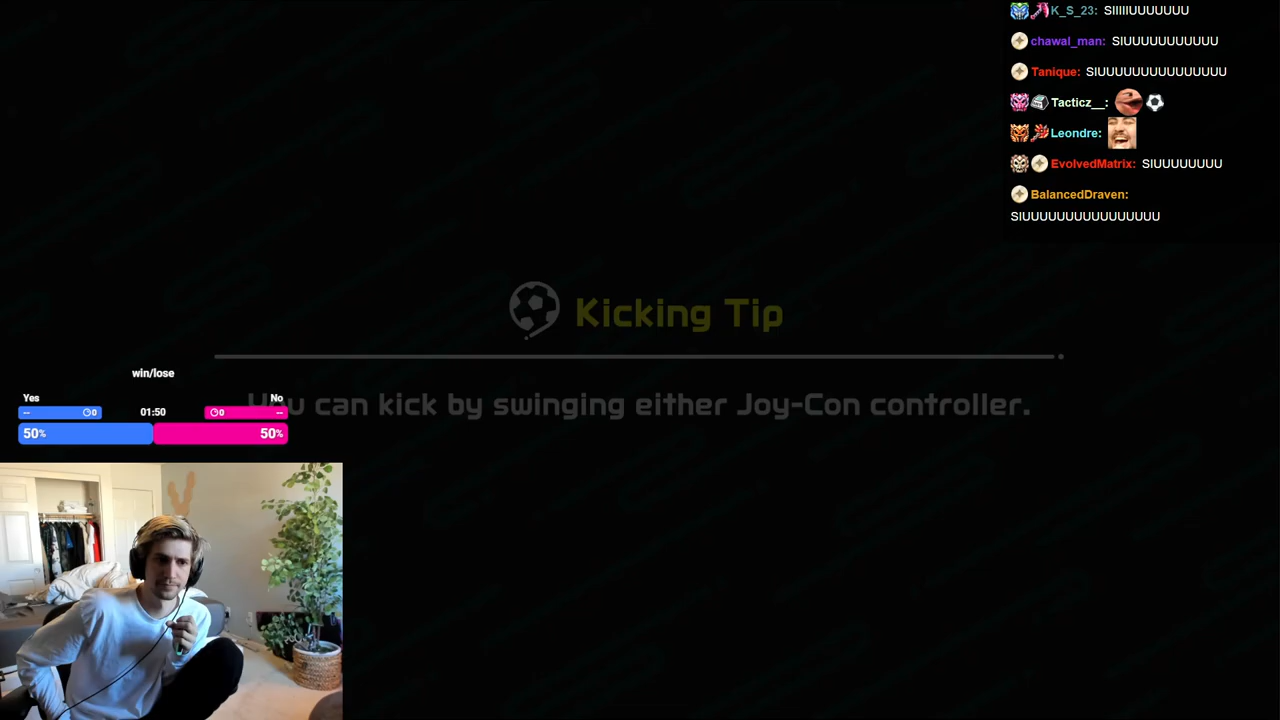 K_S_23: SIIIIIUUUUUUU
chawal_man: SIUUUUUUUUUUU
Tanique: SIUUUUUUUUUUUUUUU
Tacticz__:
Leondre:
EvolvedMatrix: SIUUUUUUUU
BalancedDraven:
SIUUUUUUUUUUUUUUUU
Kicking Tip
You can kick by swinging either Joy-Con controller.
win/lose
Yes No
-- 0 01:50 0 --
50% 50%